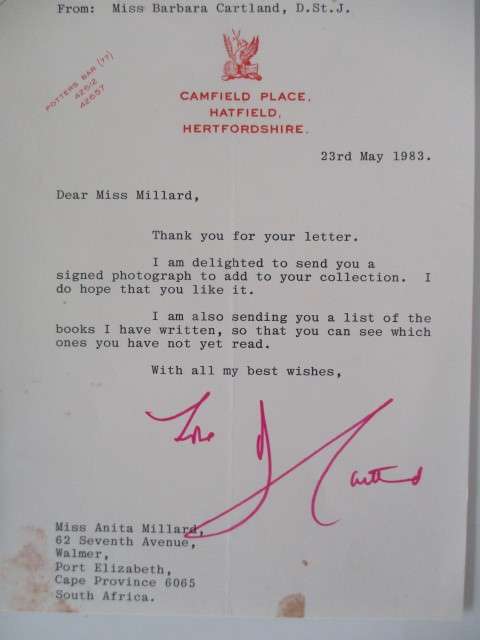 From: Miss Barbara Cartland, D.St.J.
POTTERS BAR (77)
42612
42657
CAMFIELD PLACE,
HATFIELD,
HERTFORDSHIRE.
23rd May 1983.
Dear Miss Millard,
Thank you for your letter.
I am delighted to send you a
signed photograph to add to your collection. I
do hope that you like it.
I am also sending you a list of the
books I have written, so that you can see which
ones you have not yet read.
With all my best wishes,
Cartland
Miss Anita Millard,
62 Seventh Avenue,
Walmer,
Port Elizabeth,
Cape Province 6065
South Africa.